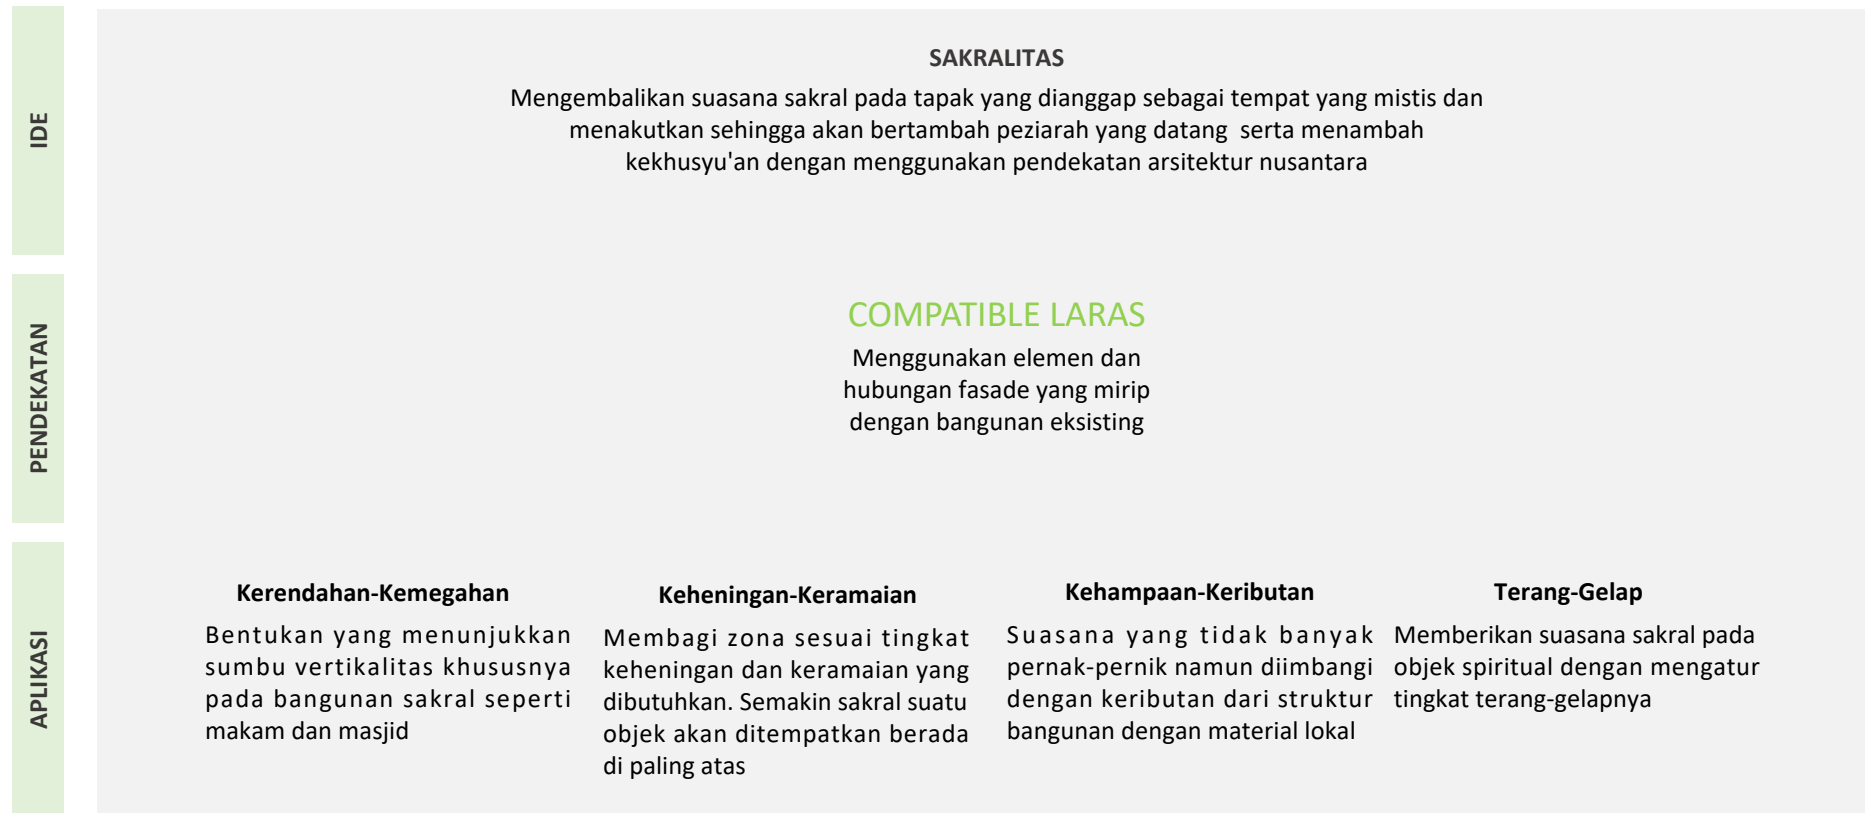 IDE
SAKRALITAS
Mengembalikan suasana sakral pada tapak yang dianggap sebagai tempat yang mistis dan
menakutkan sehingga akan bertambah peziarah yang datang serta menambah
kekhusyu'an dengan menggunakan pendekatan arsitektur nusantara
PENDEKATAN
COMPATIBLE LARAS
Menggunakan elemen dan
hubungan fasade yang mirip
dengan bangunan eksisting
APLIKASI
Kerendahan-Kemegahan
Bentukan yang menunjukkan
sumbu vertikalitas khususnya
pada bangunan sakral seperti
makam dan masjid
Keheningan-Keramaian
Membagi zona sesuai tingkat
keheningan dan keramaian yang
dibutuhkan. Semakin sakral suatu
objek akan ditempatkan berada
di paling atas
Kehampaan-Keributan
Suasana yang tidak banyak
pernak-pernik namun diimbangi
dengan keributan dari struktur
bangunan dengan material lokal
Terang-Gelap
Memberikan suasana sakral pada
objek spiritual dengan mengatur
tingkat terang-gelapnya